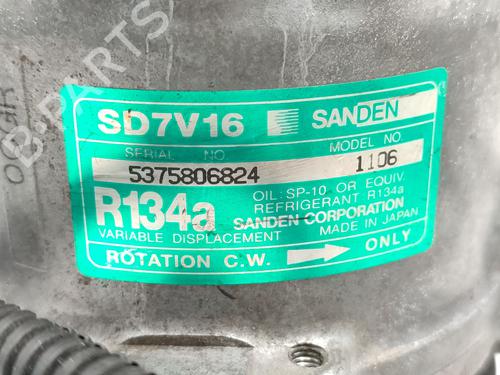 SD7V16 SANDEN
SERIAL NO. MODEL NO.
5375806824 1106
OIL: SP-10 OR EQUIV.
REFRIGERANT R134a
R134a SANDEN CORPORATION
VARIABLE DISPLACEMENT MADE IN JAPAN
ROTATION C.W. ONLY
B-PARTS